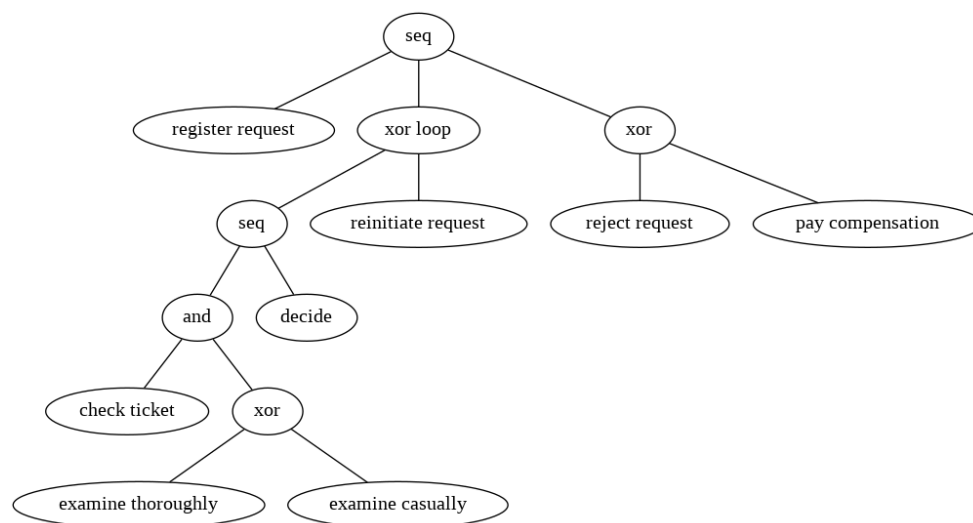 seq
register request
xor loop
xor
seq
reinitiate request
reject request
pay compensation
and
decide
check ticket
xor
examine thoroughly
examine casually